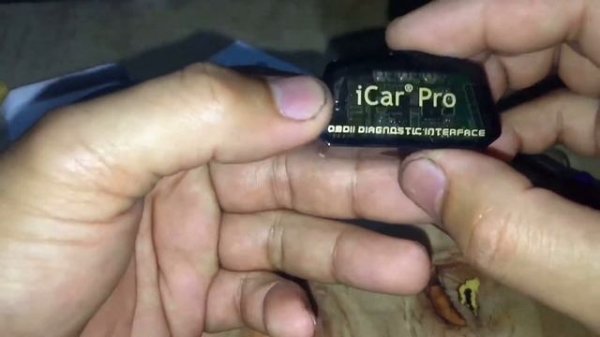 iCar® Pro
OBDII DIAGNOSTIC INTERFACE